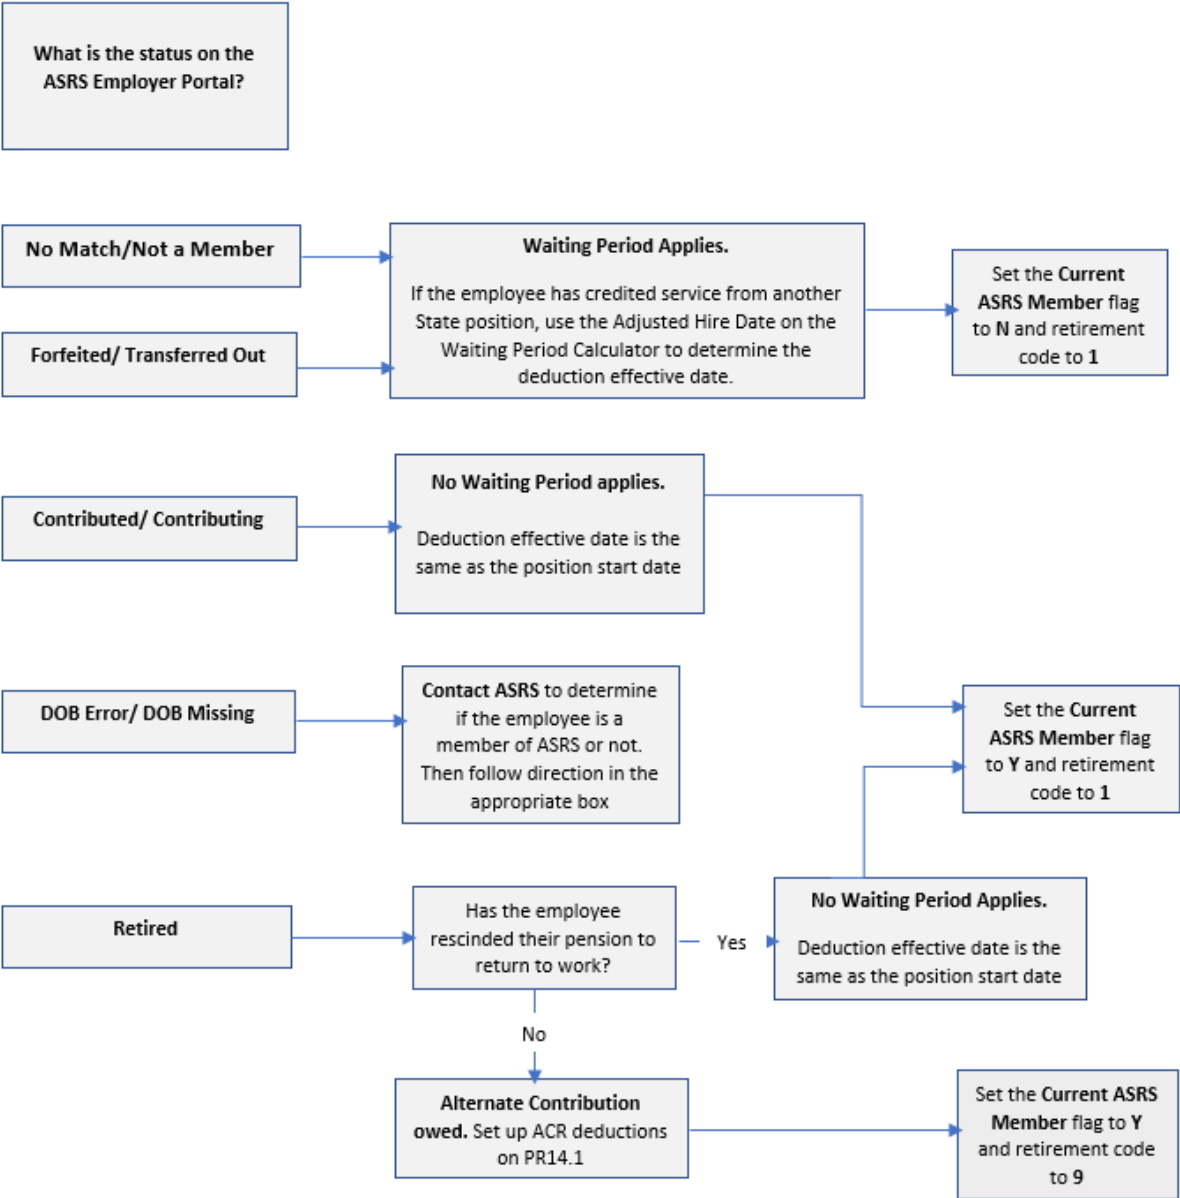 What is the status on the
ASRS Employer Portal?
No Match/Not a Member
Forfeited/ Transferred Out
Waiting Period Applies.
If the employee has credited service from another
State position, use the Adjusted Hire Date on the
Waiting Period Calculator to determine the
deduction effective date.
Set the Current
ASRS Member flag
to N and retirement
code to 1
Contributed/ Contributing
No Waiting Period applies.
Deduction effective date is the
same as the position start date
DOB Error/ DOB Missing
Contact ASRS to determine
if the employee is a
member of ASRS or not.
Then follow direction in the
appropriate box
Set the Current
ASRS Member flag
to Y and retirement
code to 1
Retired
Has the employee
rescinded their pension to
return to work?
Yes
No Waiting Period Applies.
Deduction effective date is the
same as the position start date
No
Alternate Contribution
owed. Set up ACR deductions
on PR14.1
Set the Current ASRS
Member flag to Y
and retirement code
to 9